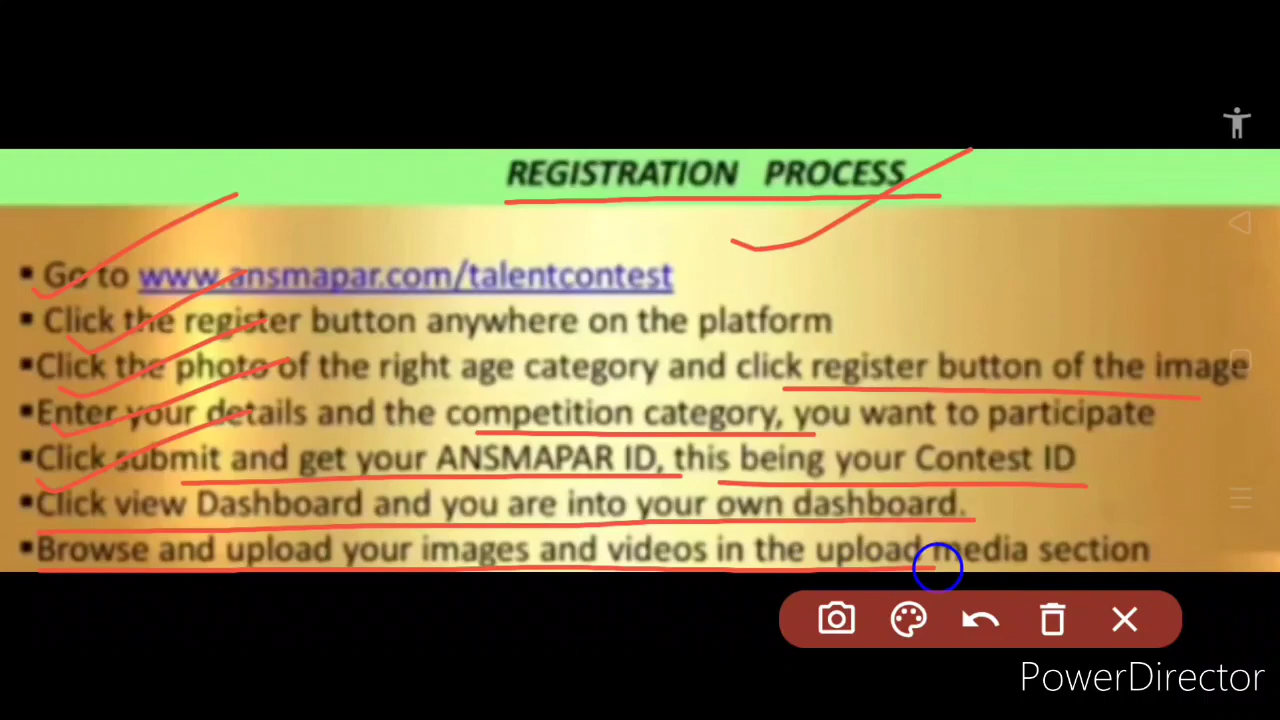 REGISTRATION PROCESS
▪ Go to www.ansmapar.com/talentcontest
▪ Click the register button anywhere on the platform
▪Click the photo of the right age category and click register button of the image
▪Enter your details and the competition category, you want to participate
▪Click submit and get your ANSMAPAR ID, this being your Contest ID
▪Click view Dashboard and you are into your own dashboard.
▪Browse and upload your images and videos in the upload media section
PowerDirector